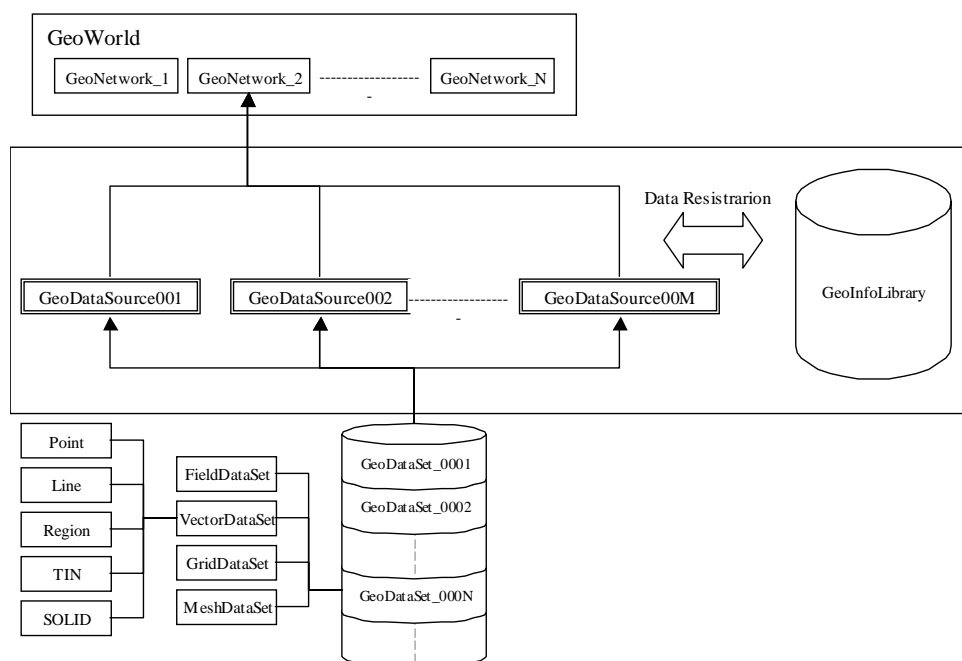 GeoWorld
GeoNetwork_1
GeoNetwork_2
----------------------
-
GeoNetwork_N
Data Resistrarion
GeoInfoLibrary
GeoDataSource001
GeoDataSource002
---------------------
-
GeoDataSource00M
Point
Line
Region
TIN
SOLID
FieldDataSet
VectorDataSet
GridDataSet
MeshDataSet
GeoDataSet_0001
GeoDataSet_0002
GeoDataSet_000N